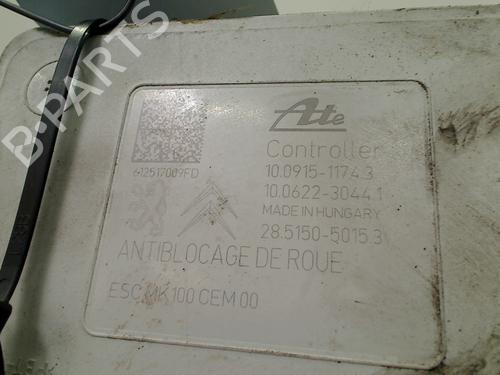 Ate
Controller
612517009FD
10.0915-1174.3
10.0622-3044.1
MADE IN HUNGARY
28.5150-5015.3
ANTIBLOCAGE DE ROUE
ESC MK 100 CEM 00
B-PARTS